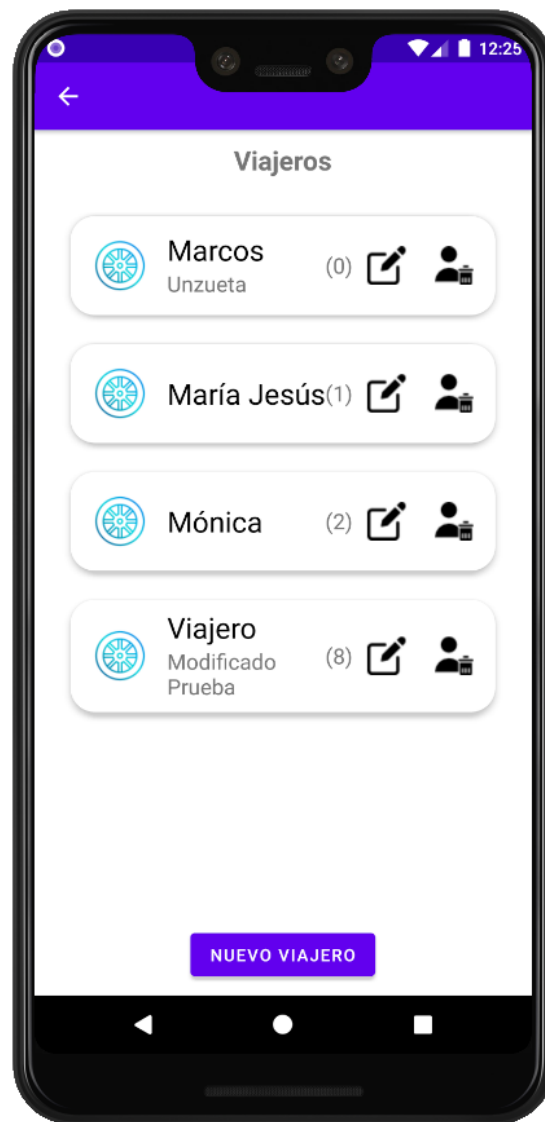 12:25
Viajeros
Marcos
Unzueta
(0)
María Jesús
(1)
Mónica
(2)
Viajero
Modificado
Prueba
(8)
NUEVO VIAJERO